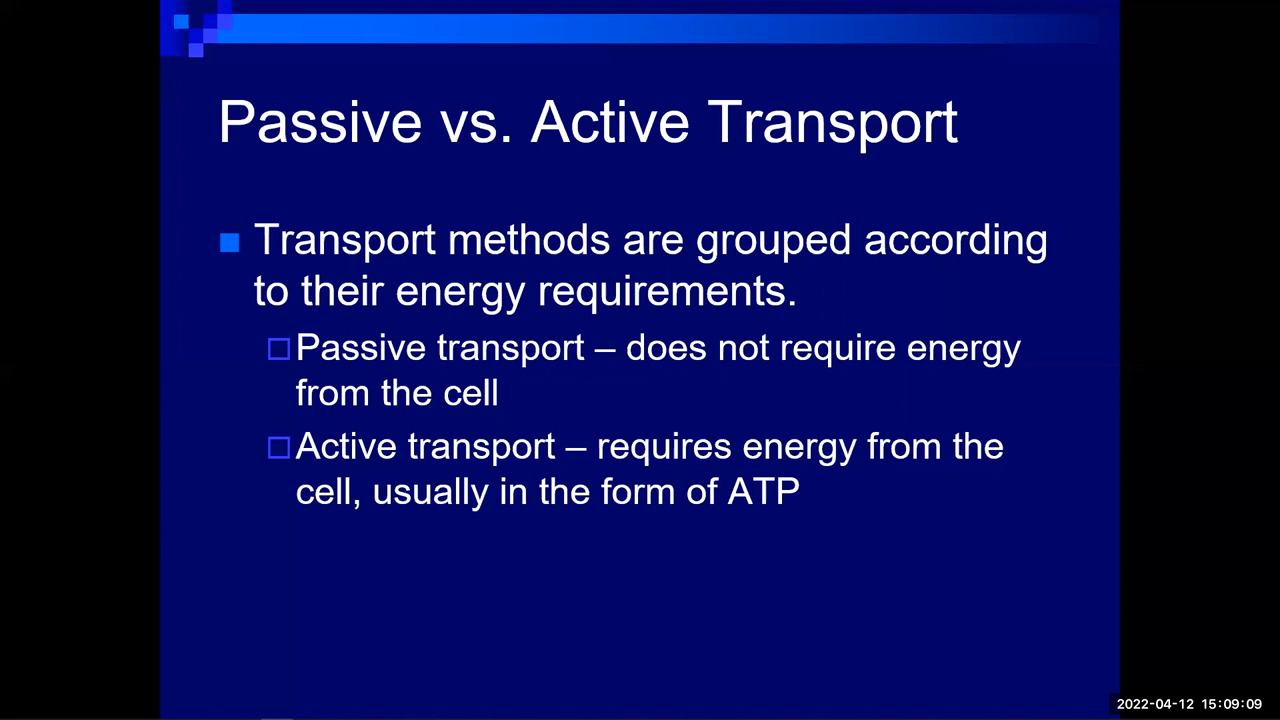 Passive vs. Active Transport
Transport methods are grouped according
to their energy requirements.
Passive transport – does not require energy
from the cell
Active transport – requires energy from the
cell, usually in the form of ATP
2022-04-12 15:09:09